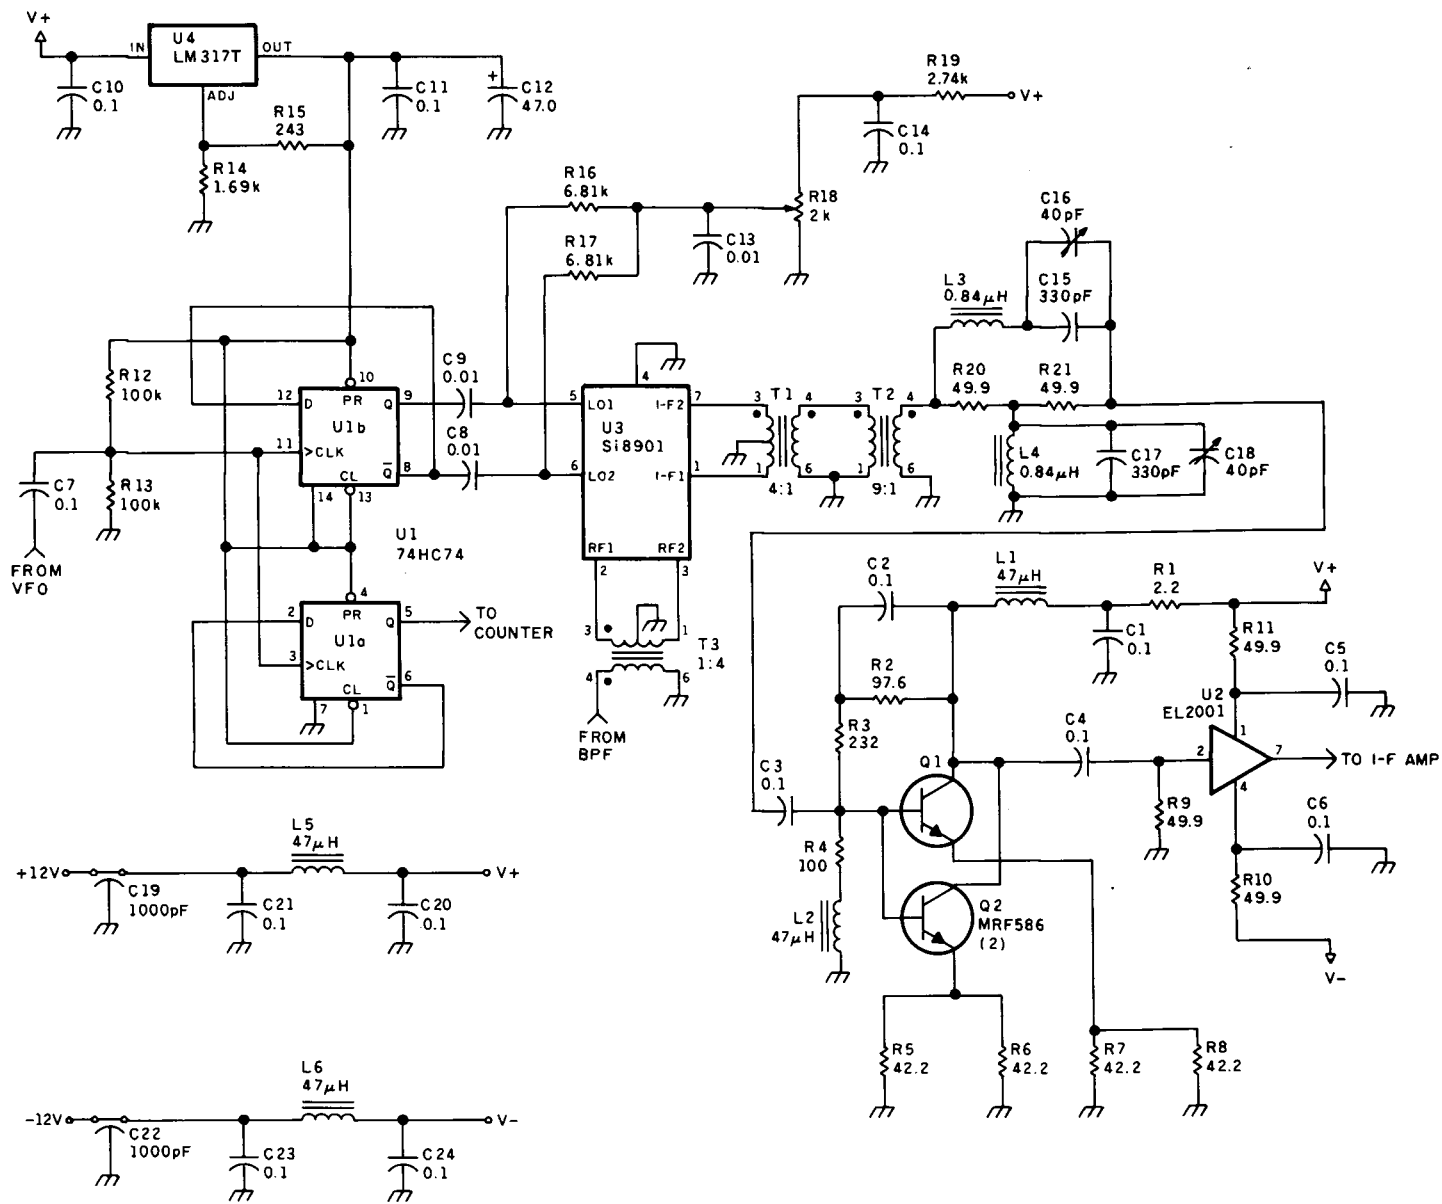 V+
U4
LM317T
IN
OUT
ADJ
C10
0.1
C11
0.1
+
C12
47.0
R15
243
R14
1.69k
R19
2.74k
V+
C14
0.1
R16
6.81k
R18
2k
R17
6.81k
C13
0.01
C16
40pF
L3
0.84μH
C15
330pF
R12
100k
R13
100k
C7
0.1
FROM
VFO
10
PR
12
D
Q
9
U1b
11
>CLK
Q
8
CL
14
13
U1
74HC74
C9
0.01
C8
0.01
4
5
LO1
I-F2
7
U3
Si8901
6
LO2
I-F1
1
RF1
RF2
2
3
3
T1
4
1
6
4:1
3
T2
4
1
6
9:1
R20
49.9
R21
49.9
L4
0.84μH
C17
330pF
C18
40pF
4
PR
2
D
Q
5
U1a
3
>CLK
Q
6
CL
7
1
TO
COUNTER
3
1
T3
1:4
4
6
FROM
BPF
C2
0.1
L1
47μH
R1
2.2
V+
C1
0.1
R11
49.9
C5
0.1
R2
97.6
R3
232
U2
EL2001
C4
0.1
1
2
7
4
TO I-F AMP
Q1
C3
0.1
R9
49.9
C6
0.1
R4
100
L2
47μH
Q2
MRF586
(2)
R10
49.9
V-
R5
42.2
R6
42.2
R7
42.2
R8
42.2
+12V
C19
1000pF
L5
47μH
C21
0.1
C20
0.1
V+
-12V
C22
1000pF
L6
47μH
C23
0.1
C24
0.1
V-